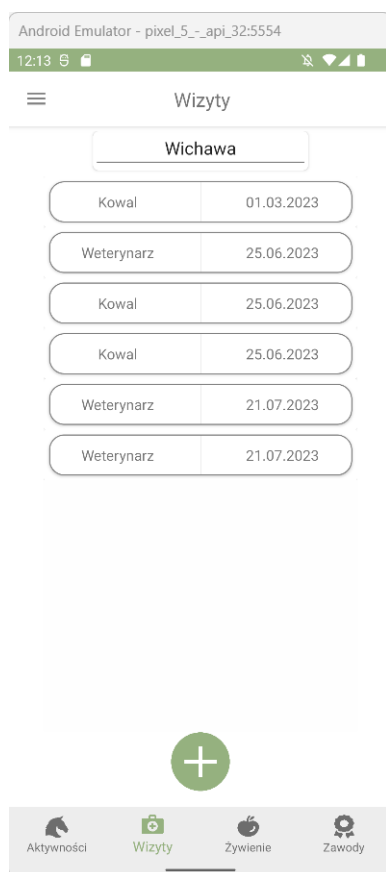 Android Emulator - pixel_5_-_api_32:5554
12:13
Wizyty
Wichawa
Kowal 01.03.2023
Weterynarz 25.06.2023
Kowal 25.06.2023
Kowal 25.06.2023
Weterynarz 21.07.2023
Weterynarz 21.07.2023
Aktywności Wizyty Żywienie Zawody